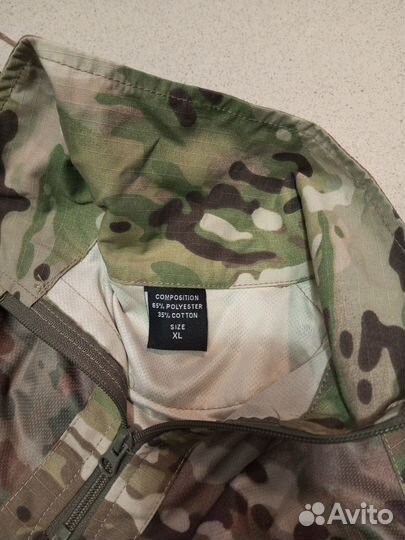 COMPOSITION
65% POLYESTER
35% COTTON
SIZE
XL
Avito